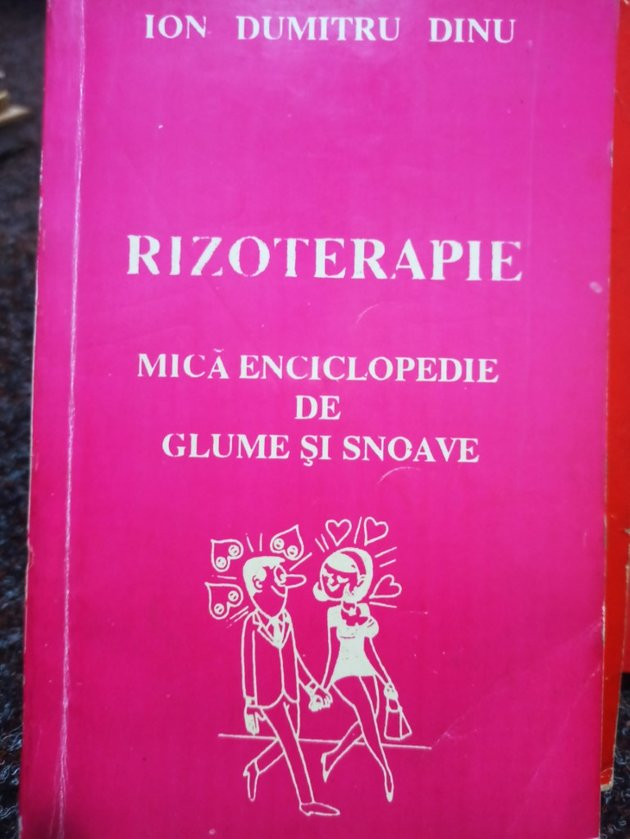 ION DUMITRU DINU
RIZOTERAPIE
MICĂ ENCICLOPEDIE
DE
GLUME ŞI SNOAVE